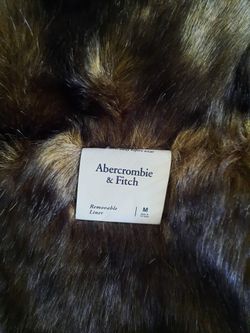 Abercrombie
& Fitch
Removable
Liner
M